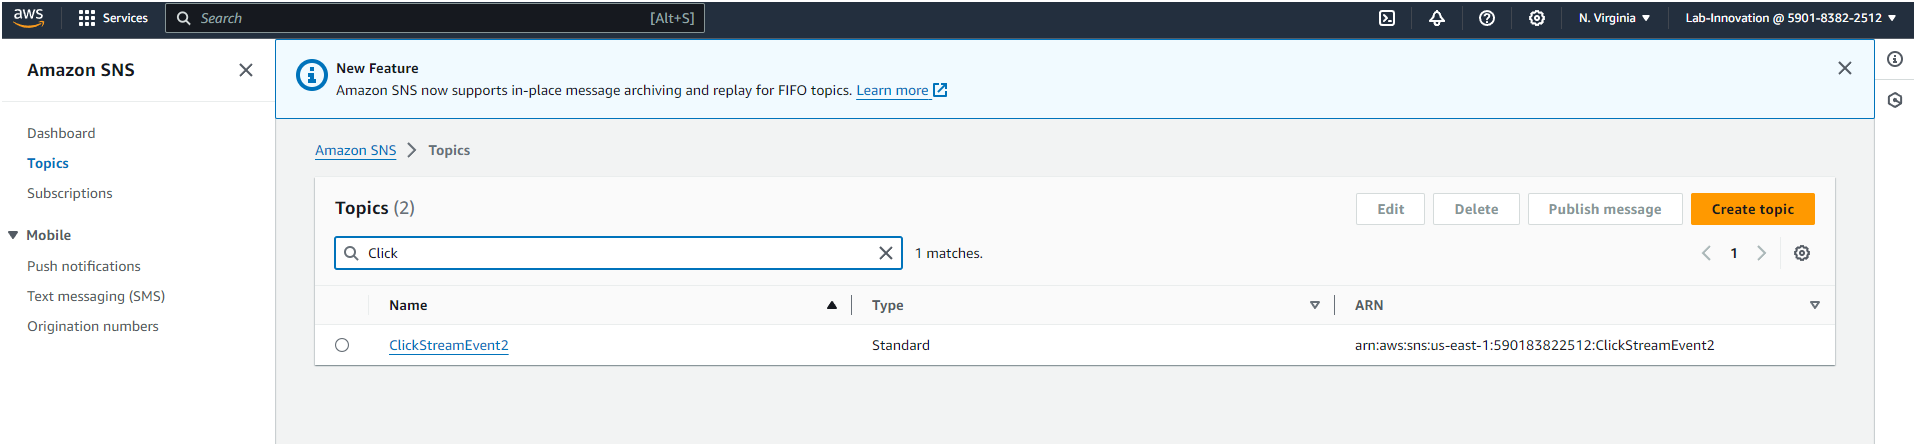 aws Services Search [Alt+S] N. Virginia Lab-Innovation @ 5901-8382-2512
Amazon SNS
Dashboard
Topics
Subscriptions
Mobile
Push notifications
Text messaging (SMS)
Origination numbers
New Feature
Amazon SNS now supports in-place message archiving and replay for FIFO topics. Learn more
Amazon SNS Topics
Topics (2) Edit Delete Publish message Create topic
Click 1 matches. 1
Name Type ARN
ClickStreamEvent2 Standard arn:aws:sns:us-east-1:590183822512:ClickStreamEvent2